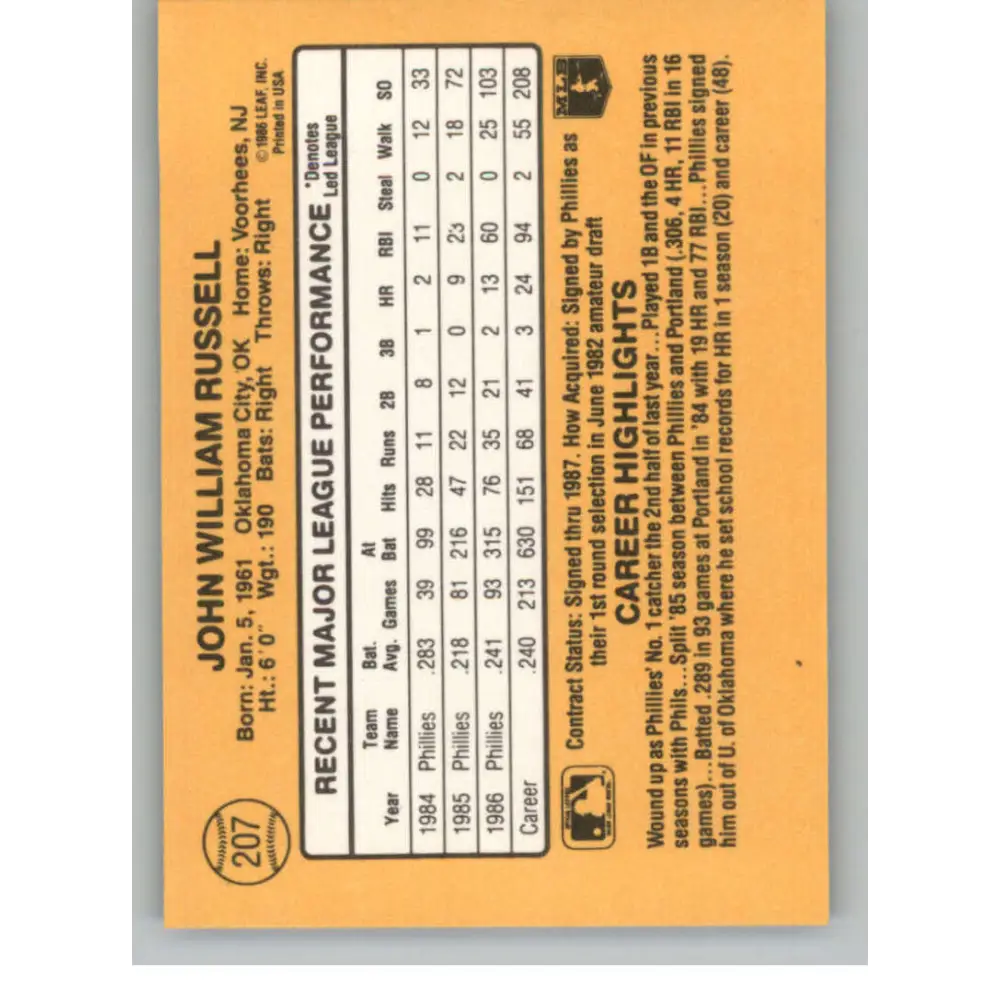 207
JOHN WILLIAM RUSSELL
Born: Jan. 5, 1961 Oklahoma City, OK Home: Voorhees, NJ
Ht.: 6'0" Wgt.: 190 Bats: Right Throws: Right
© 1986 LEAF, INC.
Printed in USA
RECENT MAJOR LEAGUE PERFORMANCE
*Denotes
Led League
Year Team Name Bat. Avg. Games At Bat Hits Runs 2B 3B HR RBI Steal Walk SO
1984 Phillies .283 39 99 28 11 8 1 2 11 0 12 33
1985 Phillies .218 81 216 47 22 12 0 9 23 2 18 72
1986 Phillies .241 93 315 76 35 21 2 13 60 0 25 103
Career .240 213 630 151 68 41 3 24 94 2 55 208
Contract Status: Signed thru 1987. How Acquired: Signed by Phillies as
their 1st round selection in June 1982 amateur draft
MLB
CAREER HIGHLIGHTS
Wound up as Phillies' No. 1 catcher the 2nd half of last year...Played 1B and the OF in previous
seasons with Phils...Split '85 season between Phillies and Portland (.306, 4 HR, 11 RBI in 16
games)...Batted .289 in 93 games at Portland in '84 with 19 HR and 77 RBI...Phillies signed
him out of U. of Oklahoma where he set school records for HR in 1 season (20) and career (48).